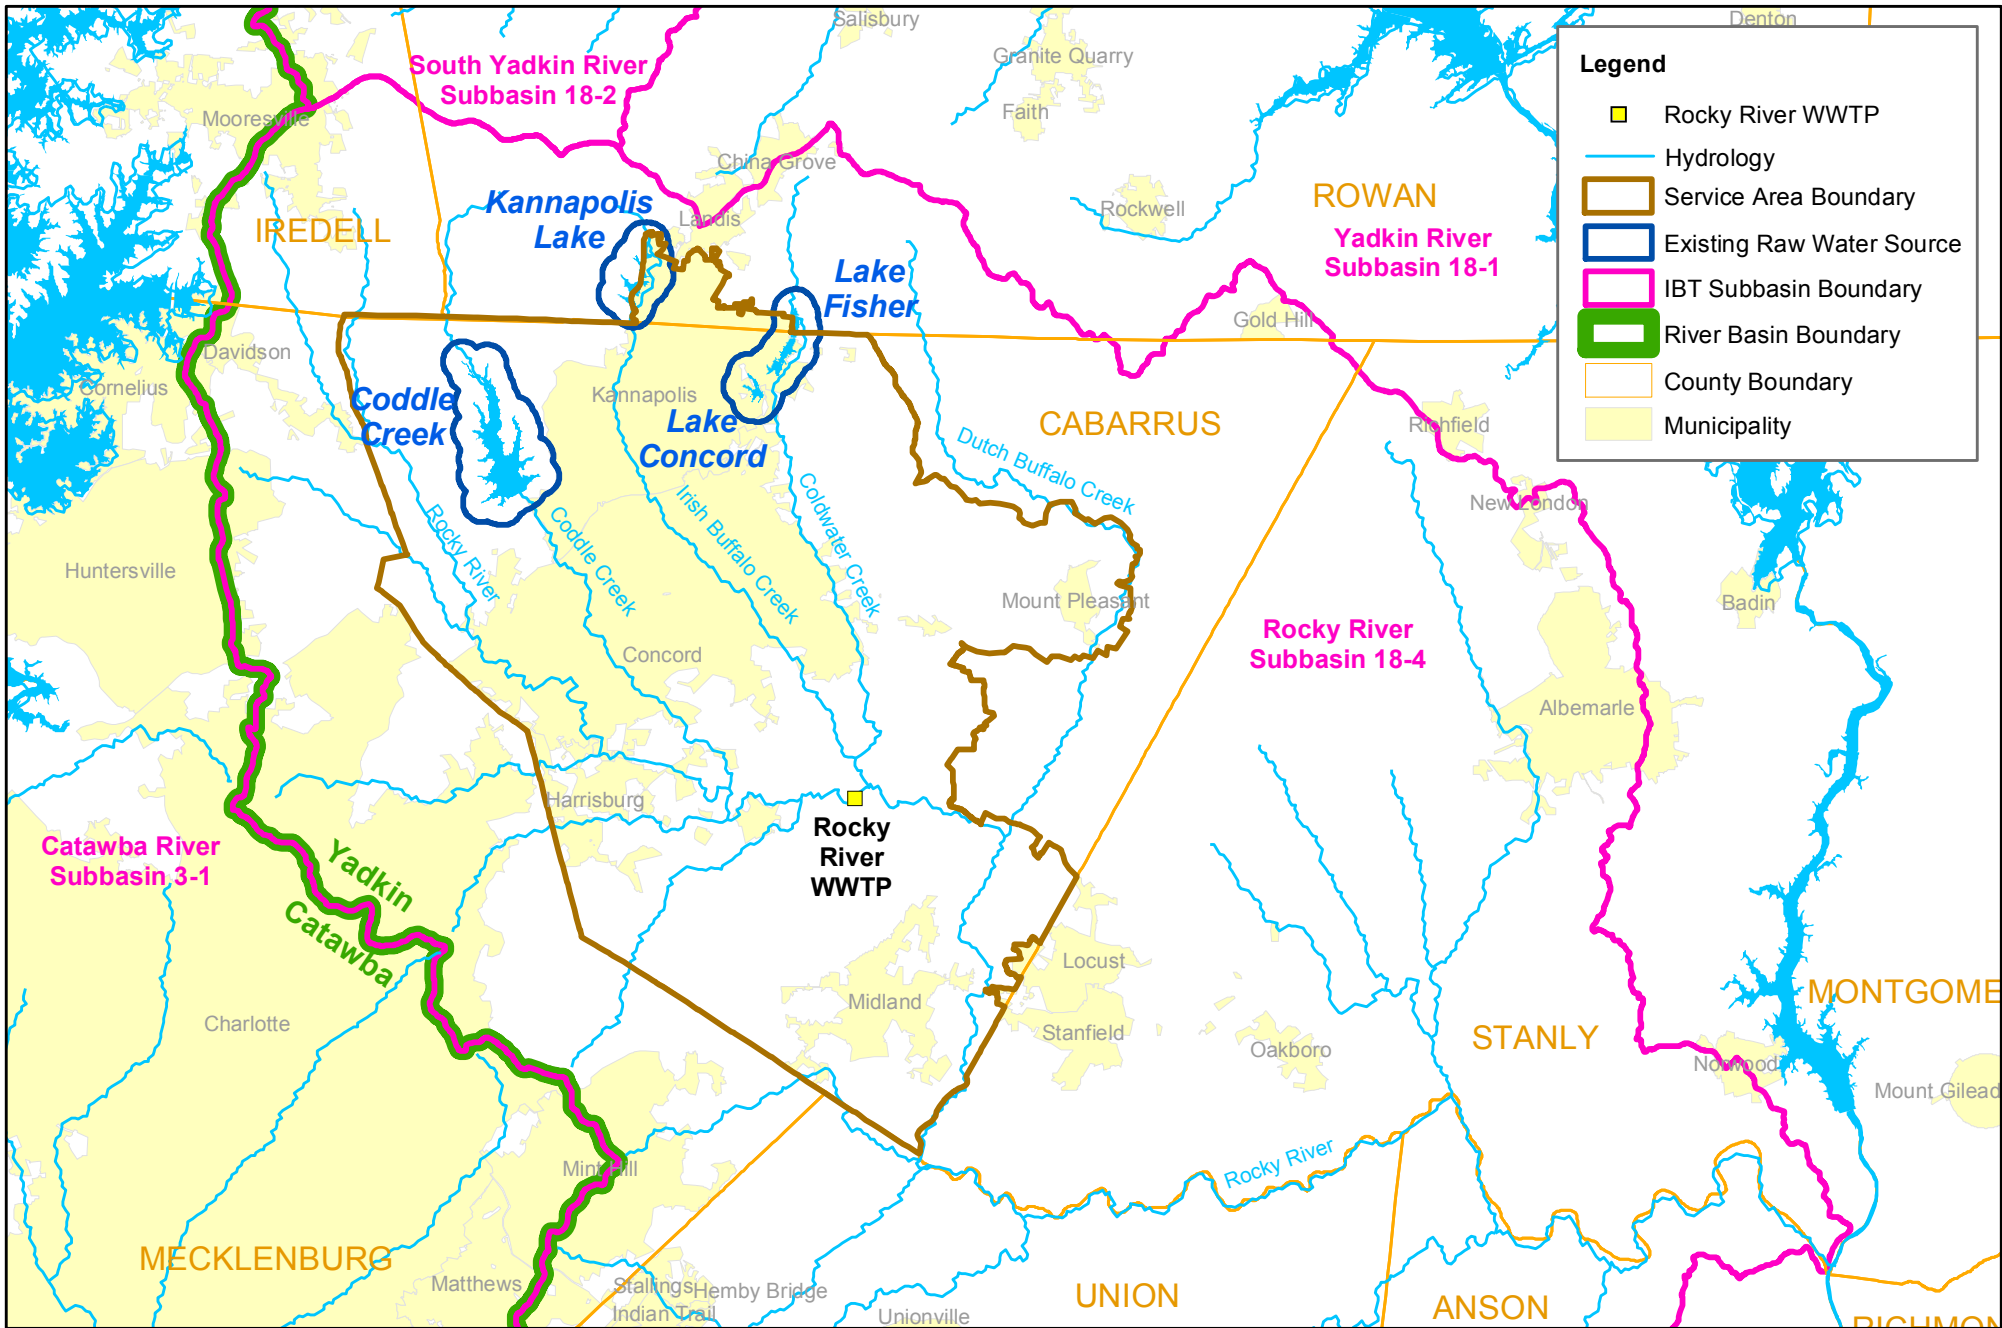 Salisbury
Denton
South Yadkin River
Subbasin 18-2
Granite Quarry
Faith
Mooresville
China Grove
Legend
Rocky River WWTP
Hydrology
Service Area Boundary
Existing Raw Water Source
IBT Subbasin Boundary
River Basin Boundary
County Boundary
Municipality
Kannapolis
Lake
Landis
Rockwell
ROWAN
IREDELL
Yadkin River
Subbasin 18-1
Lake
Fisher
Gold Hill
Davidson
Cornelius
Kannapolis
Coddle
Creek
Lake
Concord
CABARRUS
Richfield
Dutch Buffalo Creek
New London
Rocky River
Coddle Creek
Irish Buffalo Creek
Coldwater Creek
Huntersville
Mount Pleasant
Badin
Rocky River
Subbasin 18-4
Concord
Albemarle
Harrisburg
Rocky
River
WWTP
Catawba River
Subbasin 3-1
Yadkin
Catawba
Locust
Midland
MONTGOME
Charlotte
Stanfield
Oakboro
STANLY
Norwood
Mount Gilead
Mint Hill
Rocky River
MECKLENBURG
Matthews
Stallings
Hemby Bridge
Indian Trail
Unionville
UNION
ANSON
RICHMON